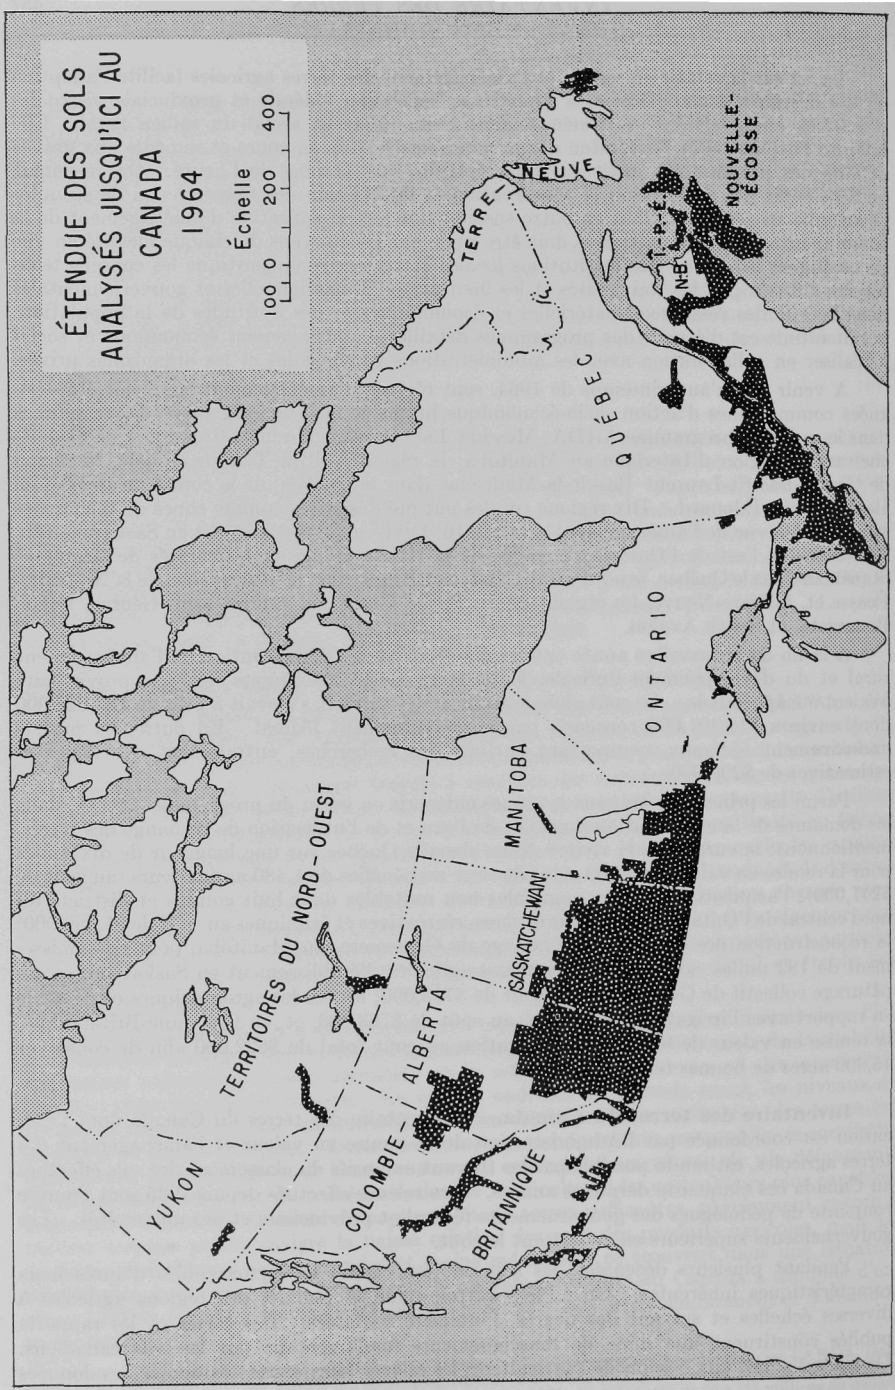 ÉTENDUE DES SOLS
ANALYSÉS JUSQU'ICI AU
CANADA
1964
Échelle
100 0 200 400
YUKON
TERRITOIRES DU NORD-OUEST
COLOMBIE
BRITANNIQUE
ALBERTA
SASKATCHEWAN
MANITOBA
ONTARIO
QUÉBEC
TERRE-
NEUVE
N-B.
Î.-P.-É.
NOUVELLE-
ÉCOSSE